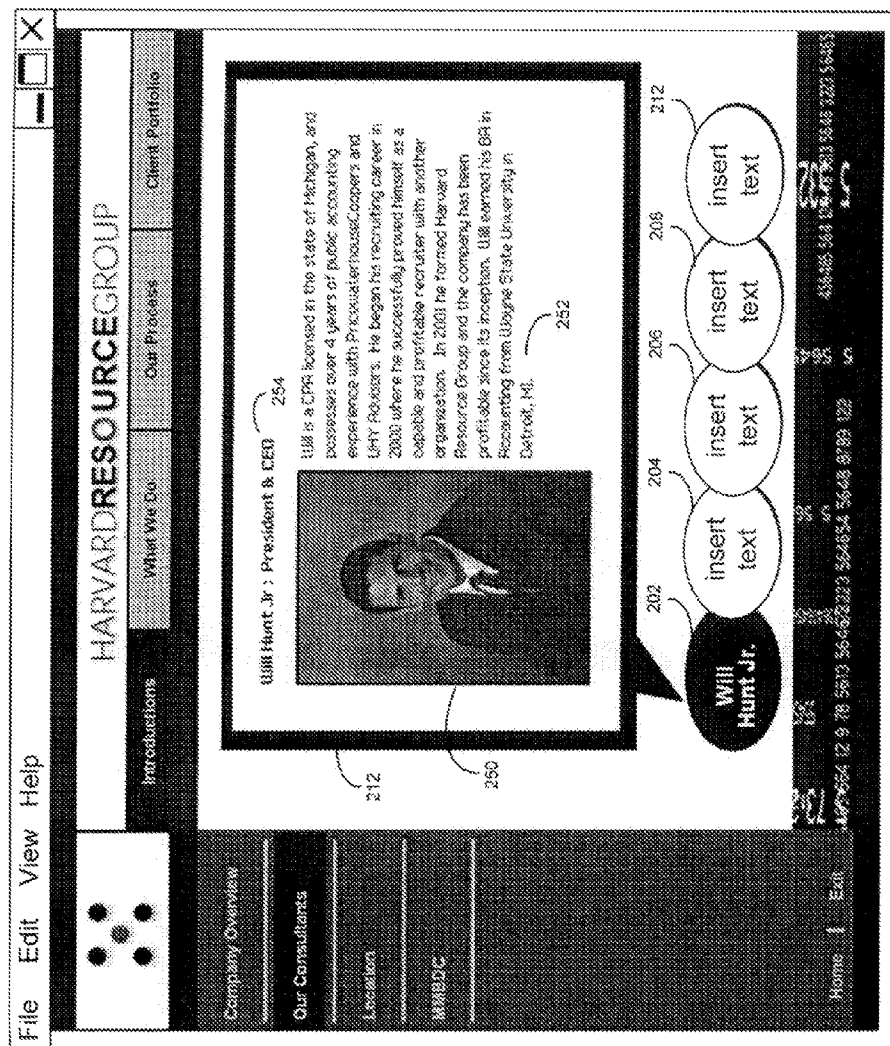 File Edit View Help
HARVARDRESOURCEGROUP
Introductions
What We Do
Our Process
Client Portfolio
Company Overview
Our Consultants
Location
MMBDC
Home | Exit
Will Hunt Jr : President & CEO
254
Will is a CPA licensed in the state of Michigan, and
possesses over 4 years of public accounting
experience with PricewaterhouseCoopers and
UHY Advisors. He began his recruiting career in
2000 where he successfully proved himself as a
capable and profitable recruiter with another
organization. In 2001 he formed Harvard
Resource Group and the company has been
profitable since its inception. Will earned his BA in
Accounting from Wayne State University in
Detroit, MI.
252
212
250
202
204
206
208
212
Will
Hunt Jr.
insert
text
insert
text
insert
text
insert
text